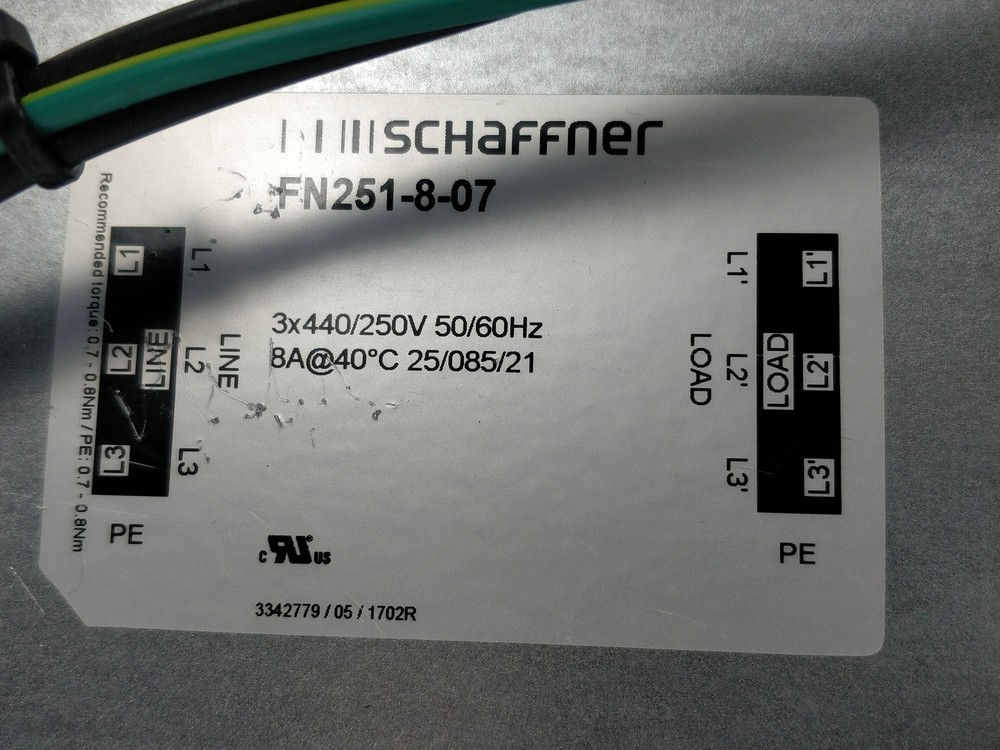 SCHAFFNER
FN251-8-07
Recommended torque: 0.7 - 0.8Nm / PE: 0.7 - 0.8Nm
L1
L2
L3
LINE
L1
L2
L3
LINE
PE
3x440/250V 50/60Hz
8A@40°C 25/085/21
LOAD
L1'
L2'
L3'
LOAD
L1'
L2'
L3'
PE
c RU us
3342779 / 05 / 1702R